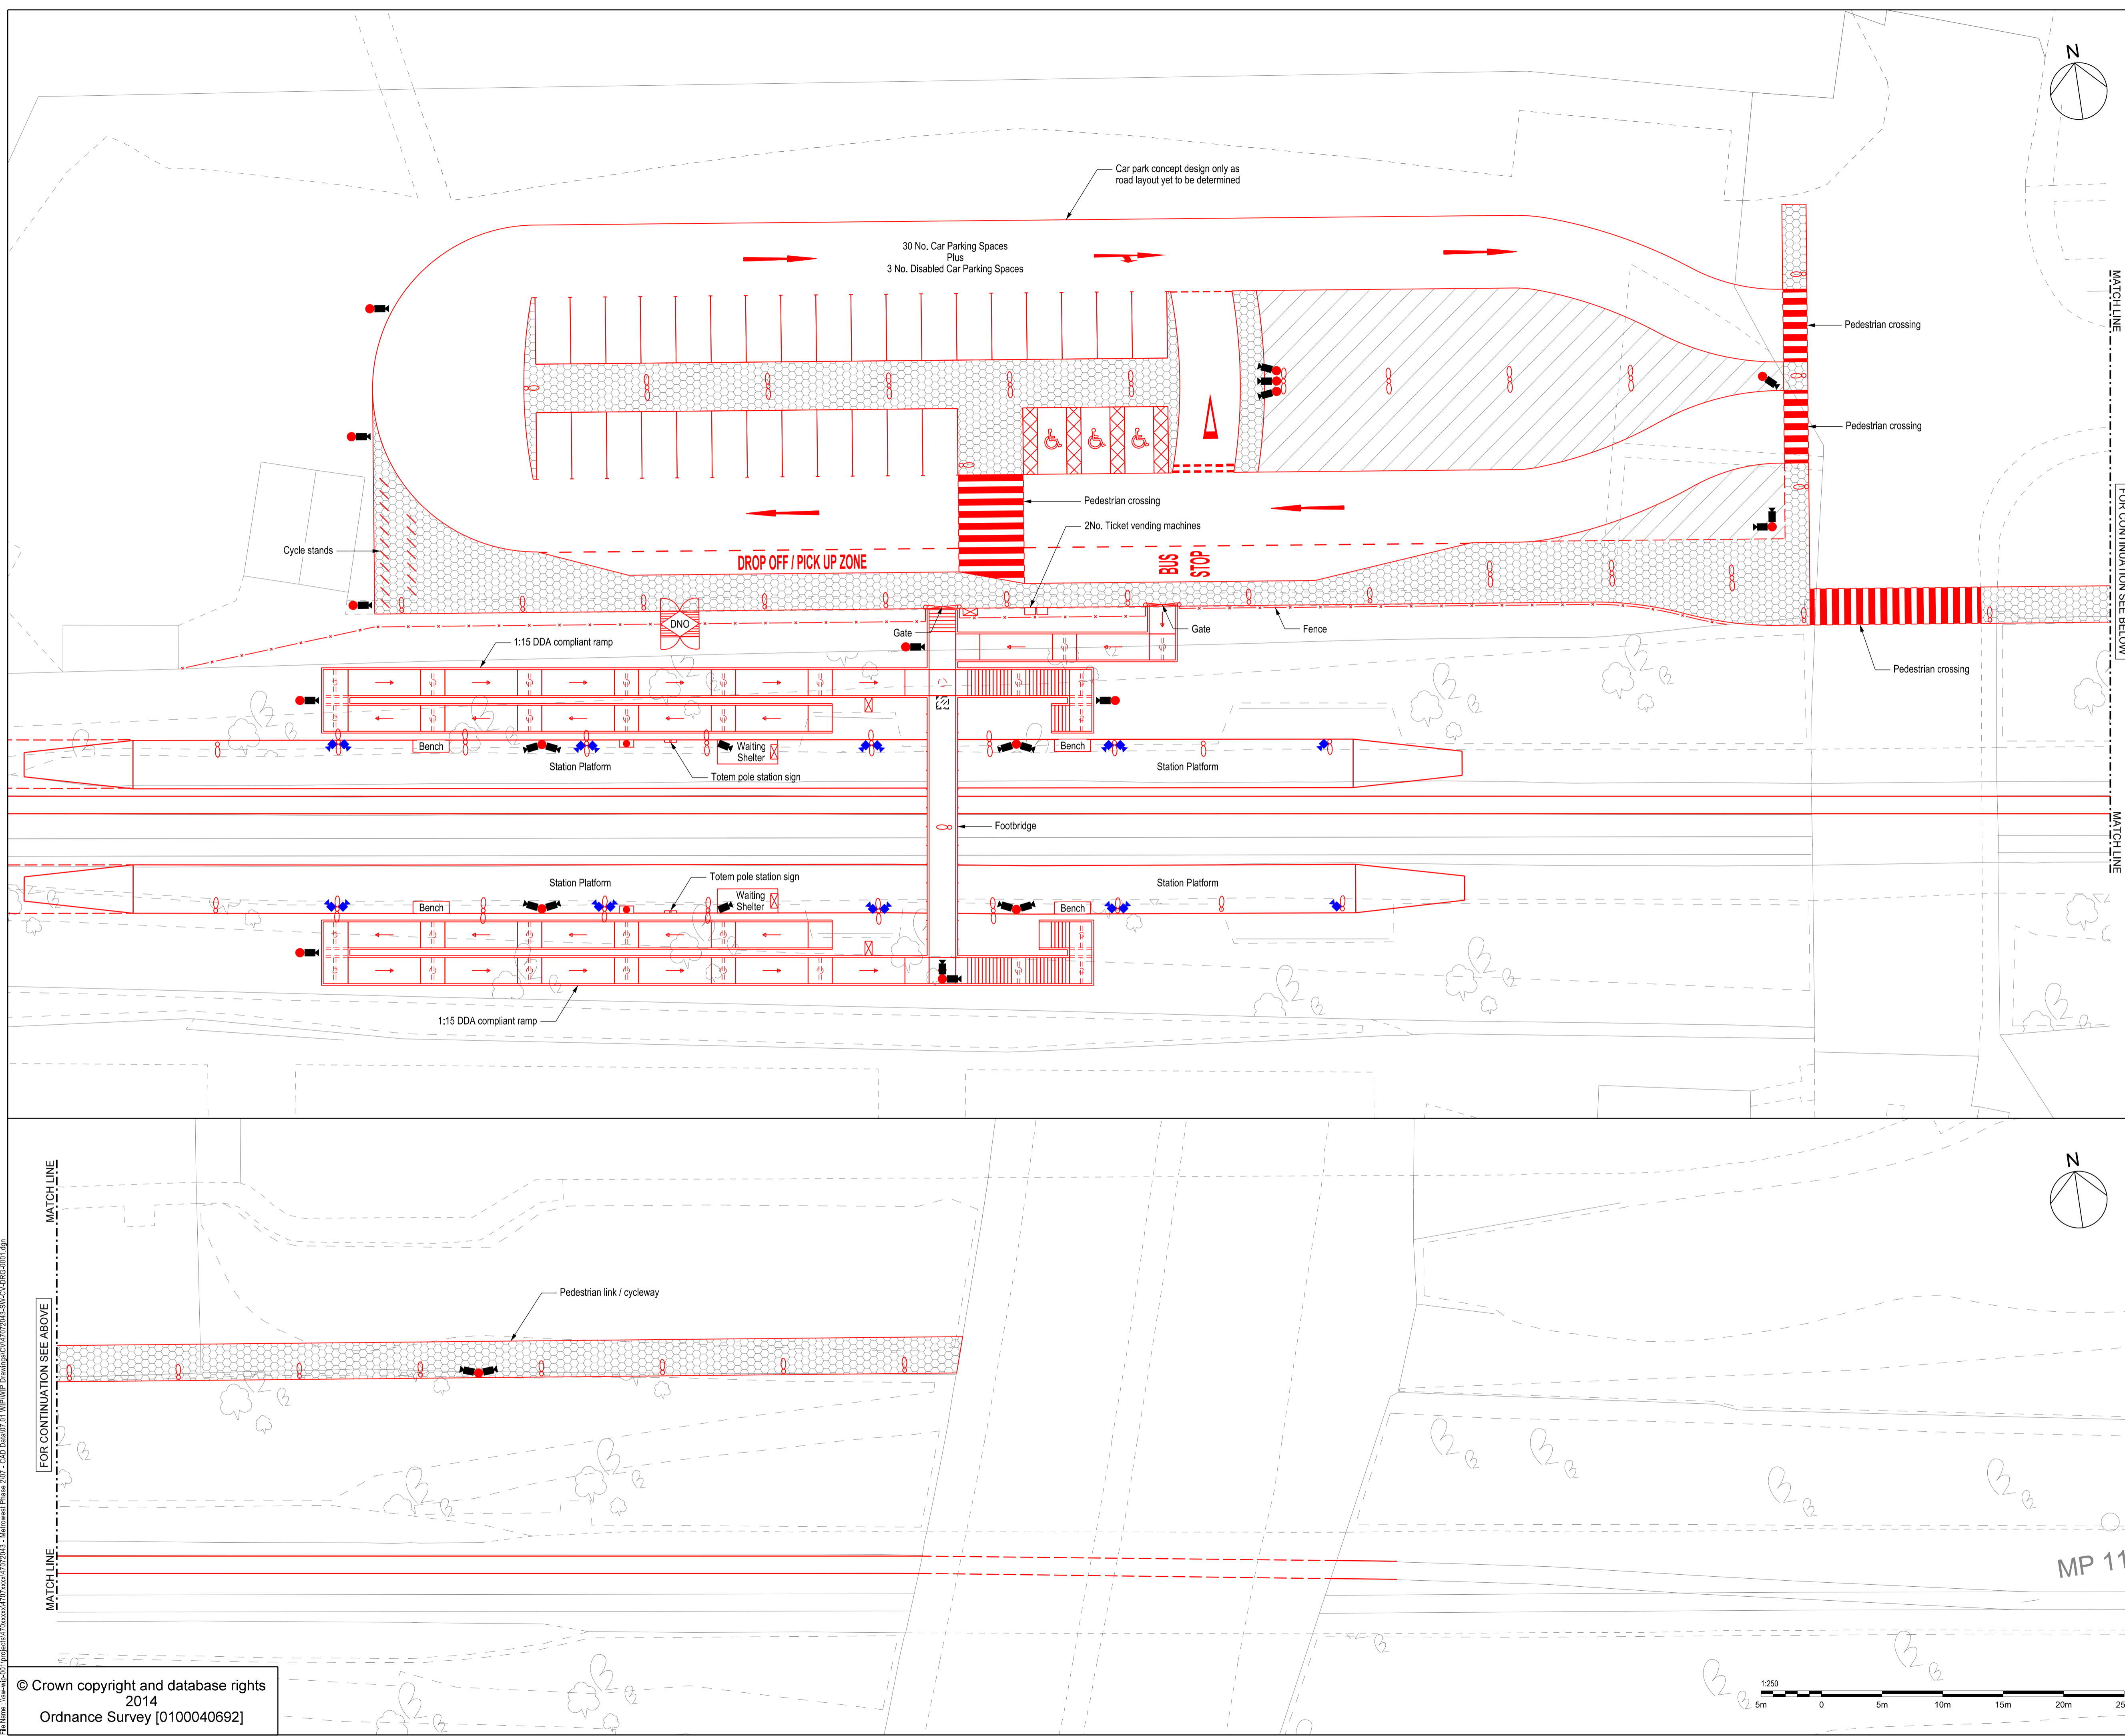 N
Car park concept design only as
road layout yet to be determined
30 No. Car Parking Spaces
Plus
3 No. Disabled Car Parking Spaces
MATCH LINE
Pedestrian crossing
Pedestrian crossing
Pedestrian crossing
2No. Ticket vending machines
Cycle stands
DROP OFF / PICK UP ZONE
BUS
STOP
FOR CONTINUATION SEE BELOW
DNO
Gate
Gate
Fence
1:15 DDA compliant ramp
Pedestrian crossing
Bench
Waiting
Shelter
Bench
Station Platform
Station Platform
Totem pole station sign
MATCH LINE
Footbridge
Totem pole station sign
Station Platform
Station Platform
Waiting
Shelter
Bench
Bench
1:15 DDA compliant ramp
N
MATCH LINE
Pedestrian link / cycleway
FOR CONTINUATION SEE ABOVE
MATCH LINE
MP 11
© Crown copyright and database rights
2014
Ordnance Survey [0100040692]
1:250
5m 0 5m 10m 15m 20m 25